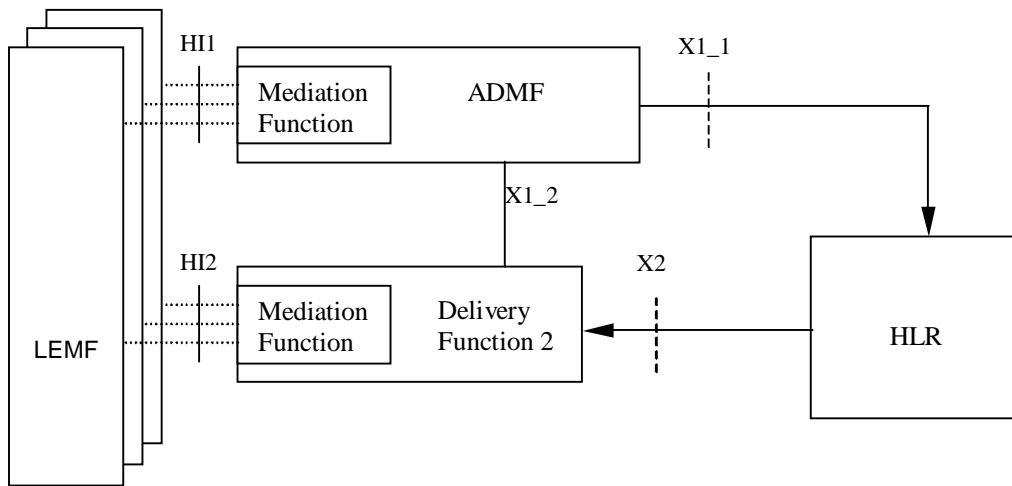 HI1
X1_1
Mediation
Function
ADMF
X1_2
HI2
X2
Mediation
Function
Delivery
Function 2
LEMF
HLR